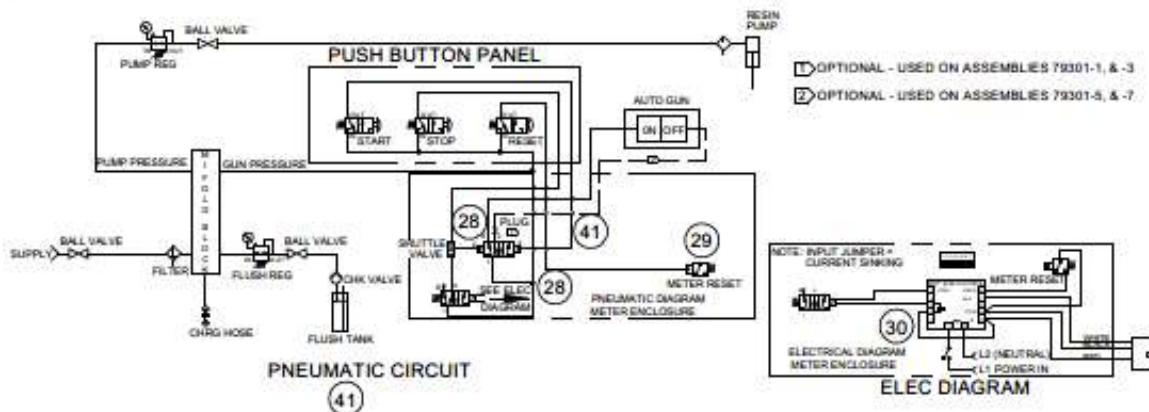 BALL VALVE
PUMP REG
RESIN
PUMP
PUSH BUTTON PANEL
1 OPTIONAL - USED ON ASSEMBLIES 79301-1, & -3
2 OPTIONAL - USED ON ASSEMBLIES 79301-5, & -7
AUTO GUN
ON OFF
START
STOP
RESET
PUMP PRESSURE
GUN PRESSURE
SUPPLY
BALL VALVE
FILTER
FLUSH REG
BALL VALVE
CHK VALVE
CHRG HOSE
FLUSH TANK
28
PLUG
41
29
SHUTTLE
VALVE
METER RESET
SEE ELEC
DIAGRAM
28
PNEUMATIC DIAGRAM
METER ENCLOSURE
PNEUMATIC CIRCUIT
41
NOTE: INPUT JUMPER =
CURRENT SINKING
METER RESET
30
ELECTRICAL DIAGRAM
METER ENCLOSURE
WHITE
BLACK
RED
L2 (NEUTRAL)
L1 POWER IN
ELEC DIAGRAM